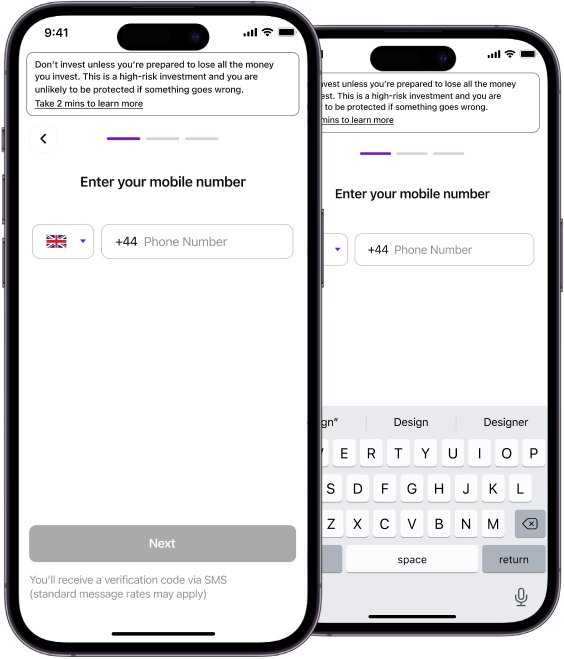 9:41
Don't invest unless you're prepared to lose all the money
you invest. This is a high-risk investment and you are
unlikely to be protected if something goes wrong.
Take 2 mins to learn more
Enter your mobile number
+44 Phone Number
Next
You'll receive a verification code via SMS
(standard message rates may apply)
unless you're prepared to lose all the money
This is a high-risk investment and you are
to be protected if something goes wrong.
mins to learn more
Enter your mobile number
+44 Phone Number
Design Designer
E R T Y U I O P
S D F G H J K L
Z X C V B N M
space return